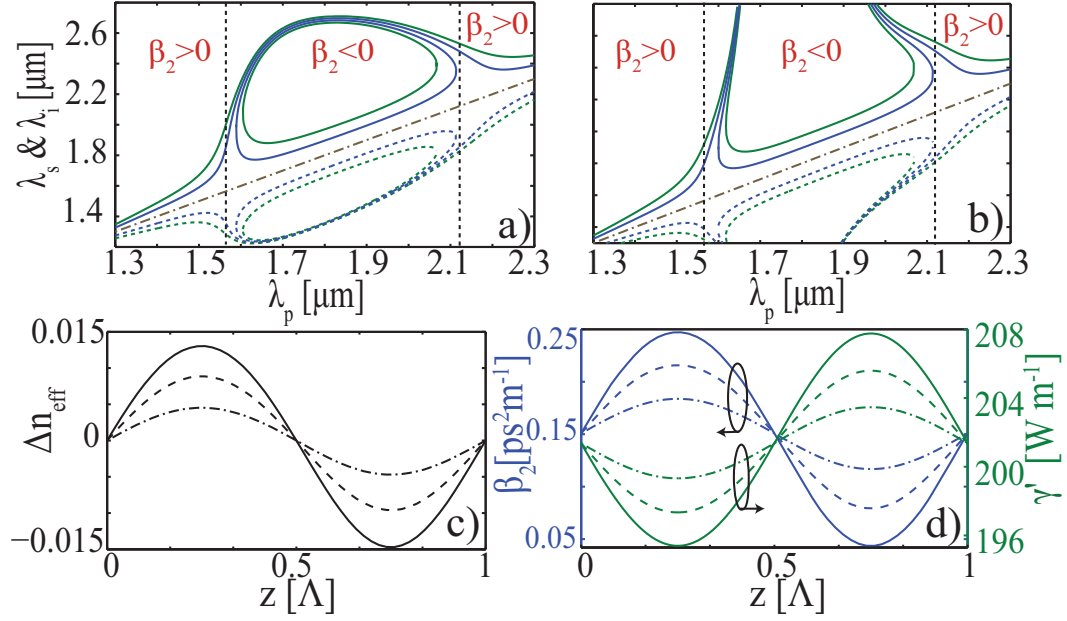 2.6
2.2
1.8
1.4
λs & λi [μm]
β2>0
β2<0
β2>0
a)
1.3 1.5 1.7 1.9 2.1 2.3
λp [μm]
β2>0
β2<0
β2>0
b)
1.3 1.5 1.7 1.9 2.1 2.3
λp [μm]
0.015
0
−0.015
Δneff
c)
0 0.5 1
z [Λ]
0.25
0.15
0.05
β2[ps²m⁻¹]
d)
208
204
200
196
γ' [W m⁻¹]
0 0.5 1
z [Λ]